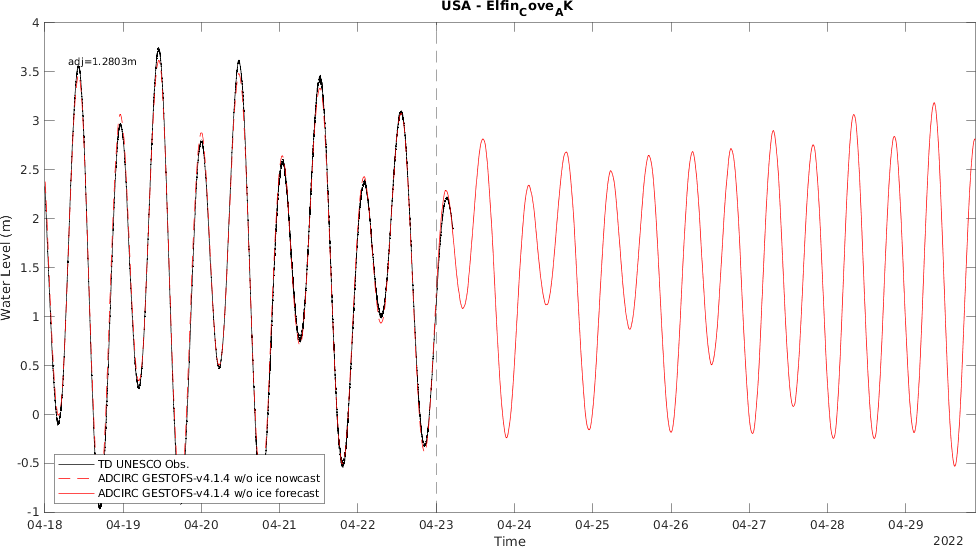 USA - ElfinCoveAK
adj=1.2803m
4
3.5
3
2.5
2
1.5
1
0.5
0
-0.5
-1
Water Level (m)
TD UNESCO Obs.
ADCIRC GESTOFS-v4.1.4 w/o ice nowcast
ADCIRC GESTOFS-v4.1.4 w/o ice forecast
04-18 04-19 04-20 04-21 04-22 04-23 04-24 04-25 04-26 04-27 04-28 04-29
Time
2022